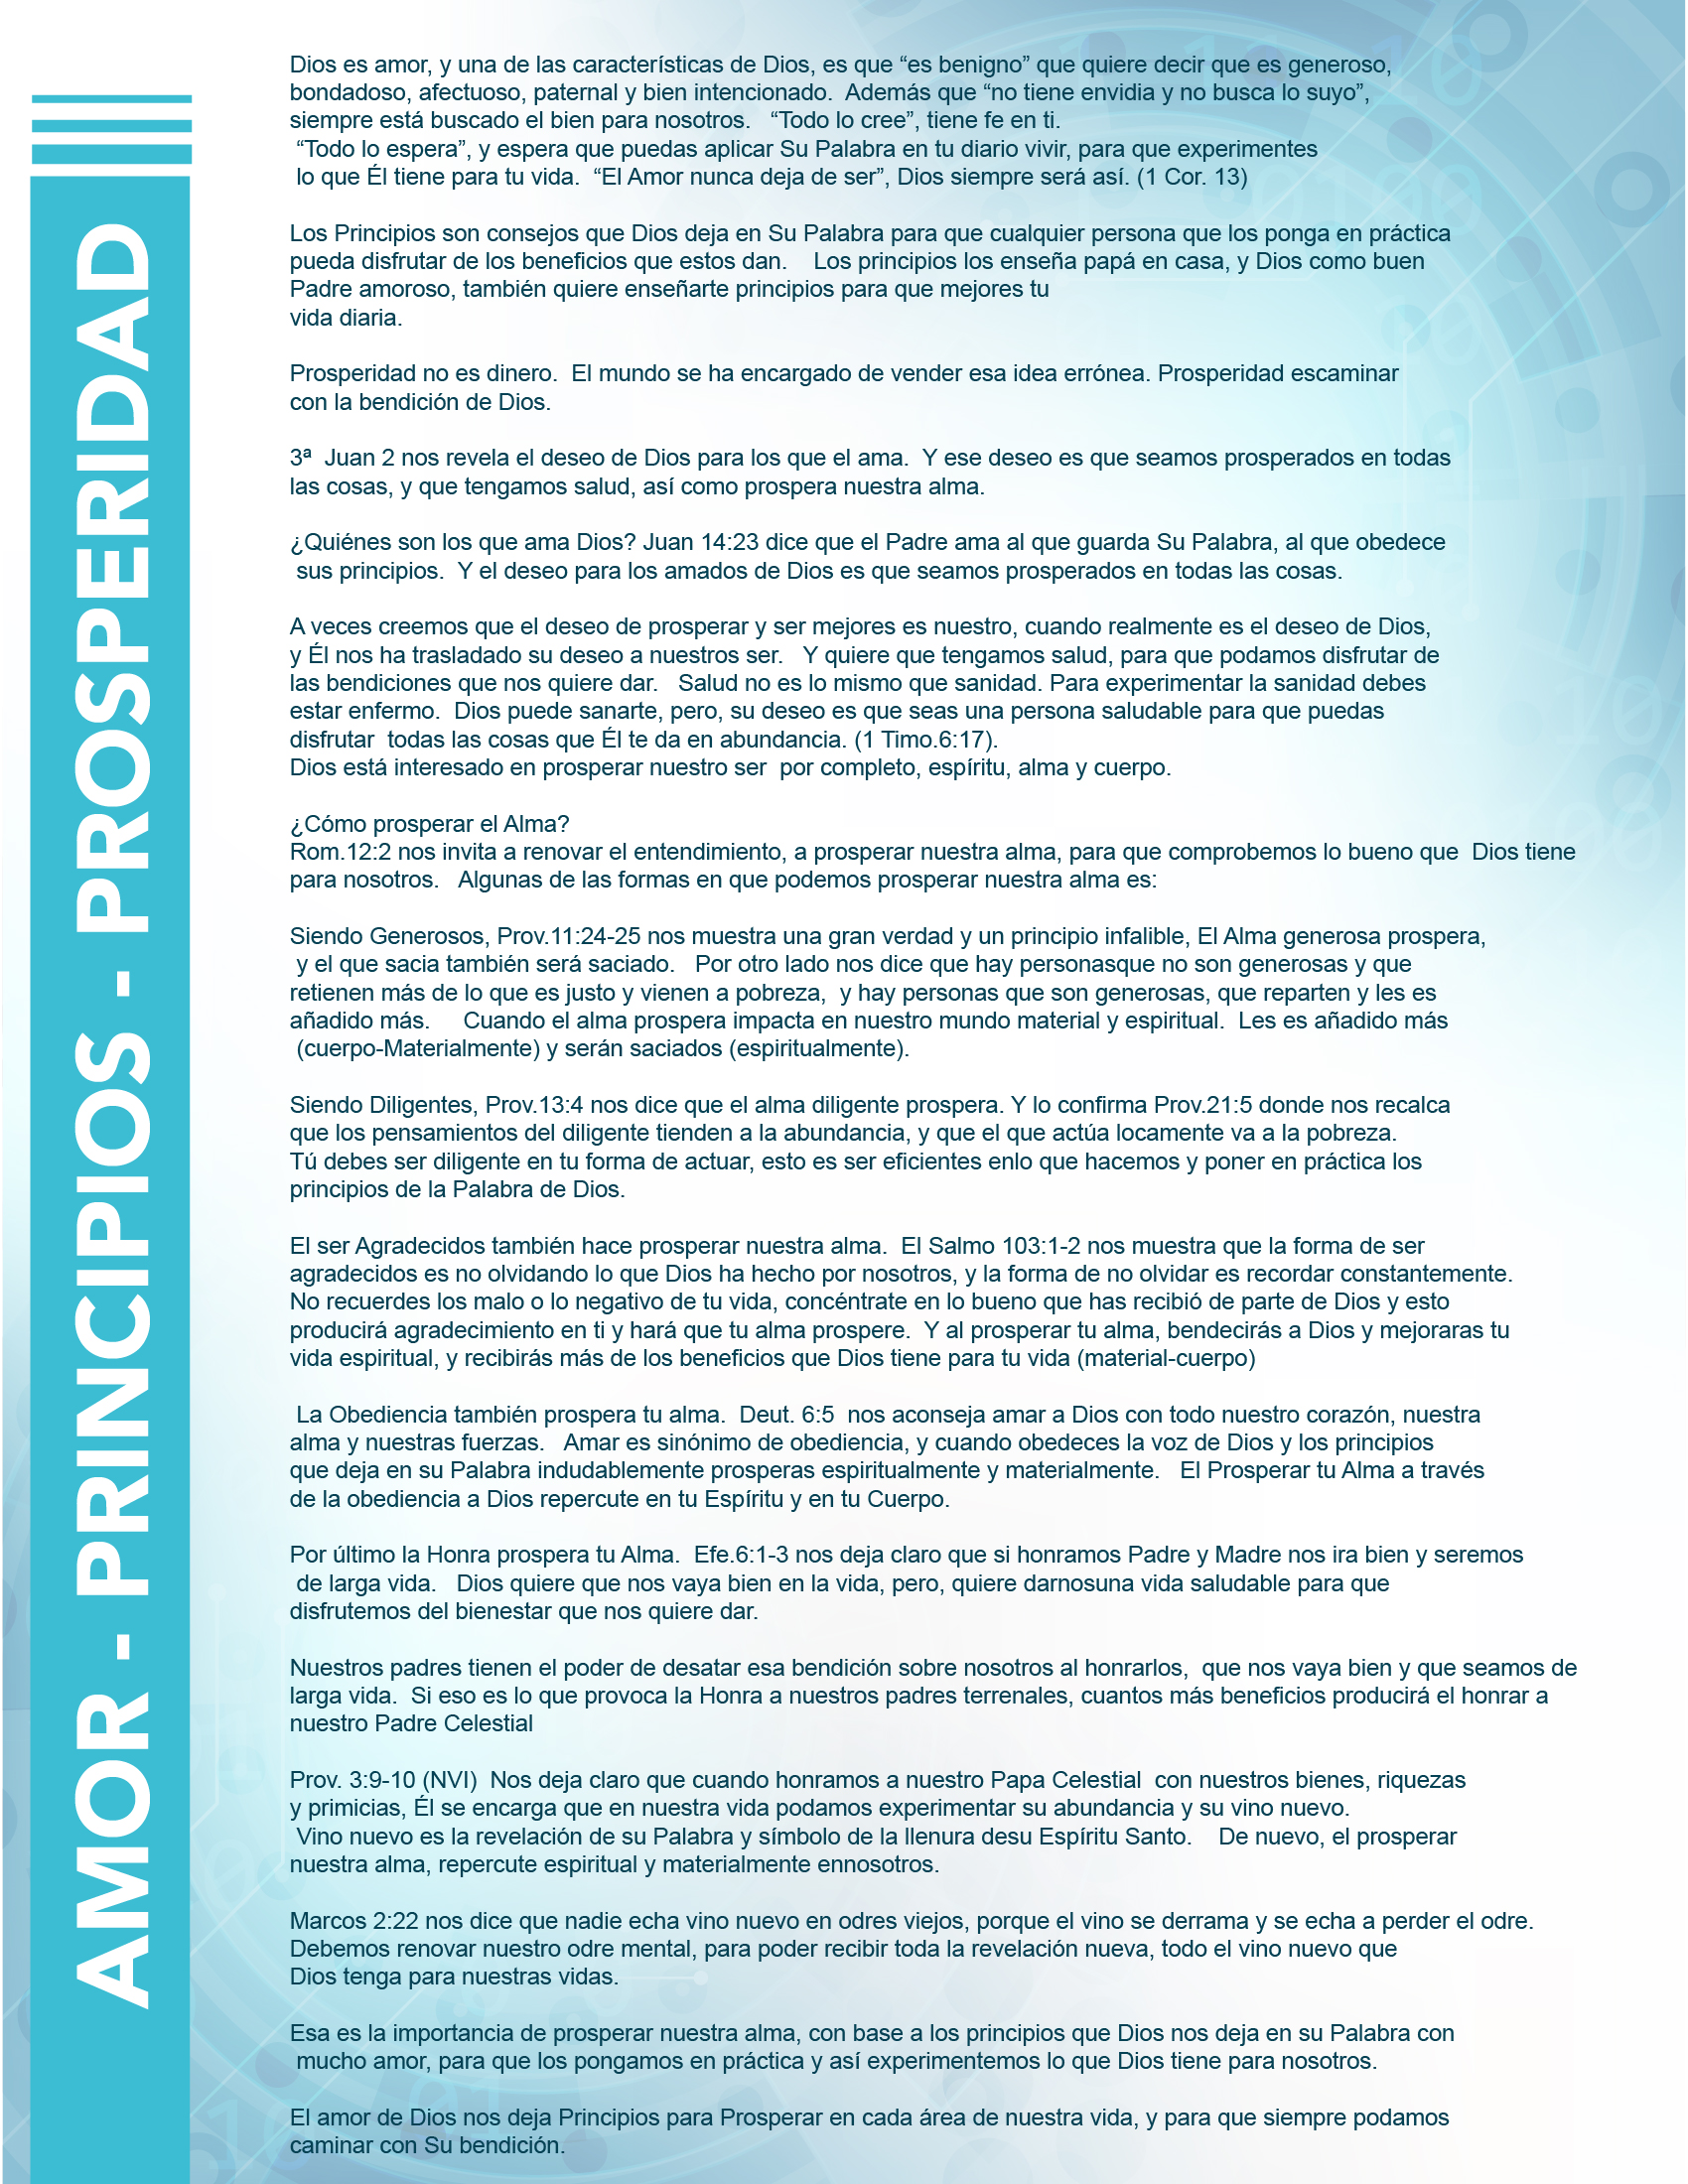 AMOR - PRINCIPIOS - PROSPERIDAD
Dios es amor, y una de las características de Dios, es que “es benigno” que quiere decir que es generoso,
bondadoso, afectuoso, paternal y bien intencionado.  Además que “no tiene envidia y no busca lo suyo”,
siempre está buscado el bien para nosotros.   “Todo lo cree”, tiene fe en ti.
“Todo lo espera”, y espera que puedas aplicar Su Palabra en tu diario vivir, para que experimentes
lo que Él tiene para tu vida.  “El Amor nunca deja de ser”, Dios siempre será así. (1 Cor. 13)
Los Principios son consejos que Dios deja en Su Palabra para que cualquier persona que los ponga en práctica
pueda disfrutar de los beneficios que estos dan.    Los principios los enseña papá en casa, y Dios como buen
Padre amoroso, también quiere enseñarte principios para que mejores tu
vida diaria.
Prosperidad no es dinero.  El mundo se ha encargado de vender esa idea errónea. Prosperidad escaminar
con la bendición de Dios.
3ª  Juan 2 nos revela el deseo de Dios para los que el ama.  Y ese deseo es que seamos prosperados en todas
las cosas, y que tengamos salud, así como prospera nuestra alma.
¿Quiénes son los que ama Dios? Juan 14:23 dice que el Padre ama al que guarda Su Palabra, al que obedece
sus principios.  Y el deseo para los amados de Dios es que seamos prosperados en todas las cosas.
A veces creemos que el deseo de prosperar y ser mejores es nuestro, cuando realmente es el deseo de Dios,
y Él nos ha trasladado su deseo a nuestros ser.   Y quiere que tengamos salud, para que podamos disfrutar de
las bendiciones que nos quiere dar.   Salud no es lo mismo que sanidad. Para experimentar la sanidad debes
estar enfermo.  Dios puede sanarte, pero, su deseo es que seas una persona saludable para que puedas
disfrutar  todas las cosas que Él te da en abundancia. (1 Timo.6:17).
Dios está interesado en prosperar nuestro ser  por completo, espíritu, alma y cuerpo.
¿Cómo prosperar el Alma?
Rom.12:2 nos invita a renovar el entendimiento, a prosperar nuestra alma, para que comprobemos lo bueno que  Dios tiene
para nosotros.   Algunas de las formas en que podemos prosperar nuestra alma es:
Siendo Generosos, Prov.11:24-25 nos muestra una gran verdad y un principio infalible, El Alma generosa prospera,
y el que sacia también será saciado.   Por otro lado nos dice que hay personasque no son generosas y que
retienen más de lo que es justo y vienen a pobreza,  y hay personas que son generosas, que reparten y les es
añadido más.     Cuando el alma prospera impacta en nuestro mundo material y espiritual.  Les es añadido más
(cuerpo-Materialmente) y serán saciados (espiritualmente).
Siendo Diligentes, Prov.13:4 nos dice que el alma diligente prospera. Y lo confirma Prov.21:5 donde nos recalca
que los pensamientos del diligente tienden a la abundancia, y que el que actúa locamente va a la pobreza.
Tú debes ser diligente en tu forma de actuar, esto es ser eficientes enlo que hacemos y poner en práctica los
principios de la Palabra de Dios.
El ser Agradecidos también hace prosperar nuestra alma.  El Salmo 103:1-2 nos muestra que la forma de ser
agradecidos es no olvidando lo que Dios ha hecho por nosotros, y la forma de no olvidar es recordar constantemente.
No recuerdes los malo o lo negativo de tu vida, concéntrate en lo bueno que has recibió de parte de Dios y esto
producirá agradecimiento en ti y hará que tu alma prospere.  Y al prosperar tu alma, bendecirás a Dios y mejoraras tu
vida espiritual, y recibirás más de los beneficios que Dios tiene para tu vida (material-cuerpo)
La Obediencia también prospera tu alma.  Deut. 6:5  nos aconseja amar a Dios con todo nuestro corazón, nuestra
alma y nuestras fuerzas.   Amar es sinónimo de obediencia, y cuando obedeces la voz de Dios y los principios
que deja en su Palabra indudablemente prosperas espiritualmente y materialmente.   El Prosperar tu Alma a través
de la obediencia a Dios repercute en tu Espíritu y en tu Cuerpo.
Por último la Honra prospera tu Alma.  Efe.6:1-3 nos deja claro que si honramos Padre y Madre nos ira bien y seremos
de larga vida.   Dios quiere que nos vaya bien en la vida, pero, quiere darnosuna vida saludable para que
disfrutemos del bienestar que nos quiere dar.
Nuestros padres tienen el poder de desatar esa bendición sobre nosotros al honrarlos,  que nos vaya bien y que seamos de
larga vida.  Si eso es lo que provoca la Honra a nuestros padres terrenales, cuantos más beneficios producirá el honrar a
nuestro Padre Celestial
Prov. 3:9-10 (NVI)  Nos deja claro que cuando honramos a nuestro Papa Celestial  con nuestros bienes, riquezas
y primicias, Él se encarga que en nuestra vida podamos experimentar su abundancia y su vino nuevo.
Vino nuevo es la revelación de su Palabra y símbolo de la llenura desu Espíritu Santo.    De nuevo, el prosperar
nuestra alma, repercute espiritual y materialmente ennosotros.
Marcos 2:22 nos dice que nadie echa vino nuevo en odres viejos, porque el vino se derrama y se echa a perder el odre.
Debemos renovar nuestro odre mental, para poder recibir toda la revelación nueva, todo el vino nuevo que
Dios tenga para nuestras vidas.
Esa es la importancia de prosperar nuestra alma, con base a los principios que Dios nos deja en su Palabra con
mucho amor, para que los pongamos en práctica y así experimentemos lo que Dios tiene para nosotros.
El amor de Dios nos deja Principios para Prosperar en cada área de nuestra vida, y para que siempre podamos
caminar con Su bendición.